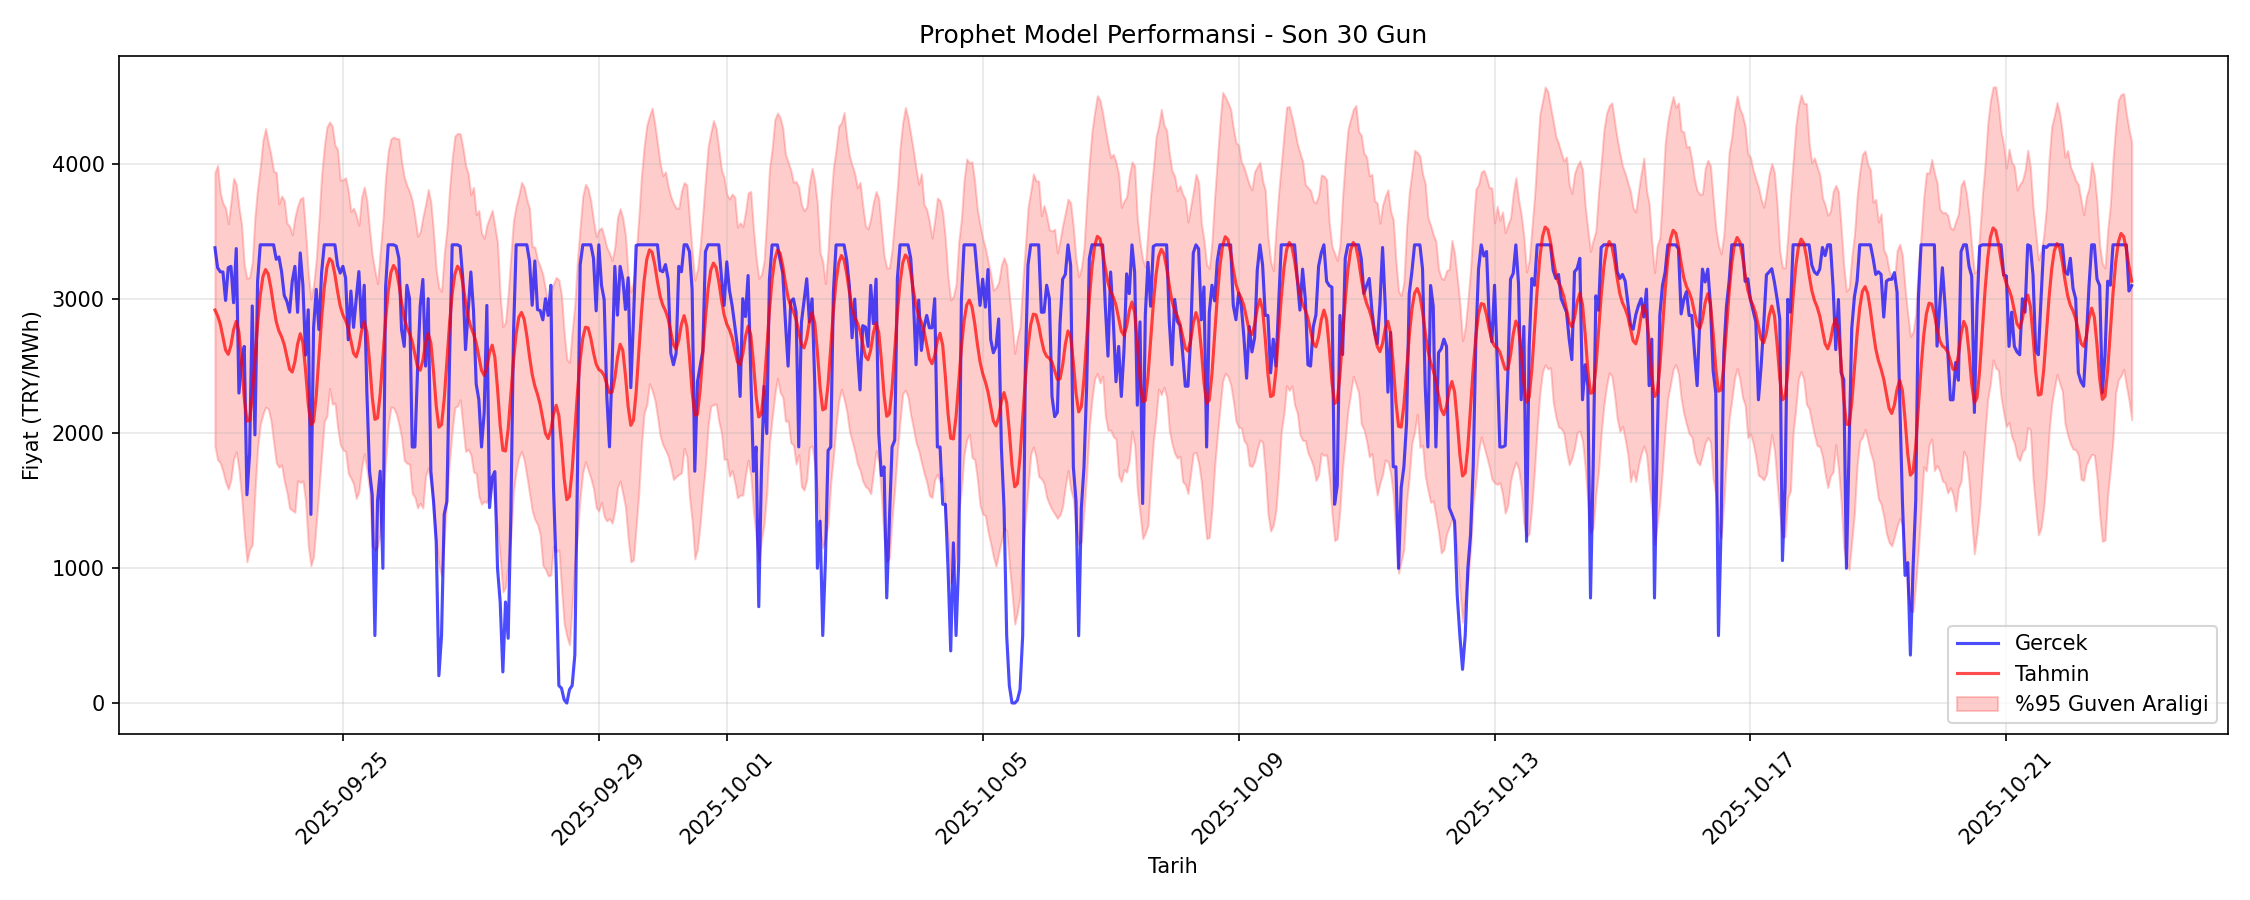 Prophet Model Performansi - Son 30 Gun
Fiyat (TRY/MWh)
4000
3000
2000
1000
0
2025-09-25
2025-09-29
2025-10-01
2025-10-05
2025-10-09
2025-10-13
2025-10-17
2025-10-21
Tarih
Gercek
Tahmin
%95 Guven Araligi